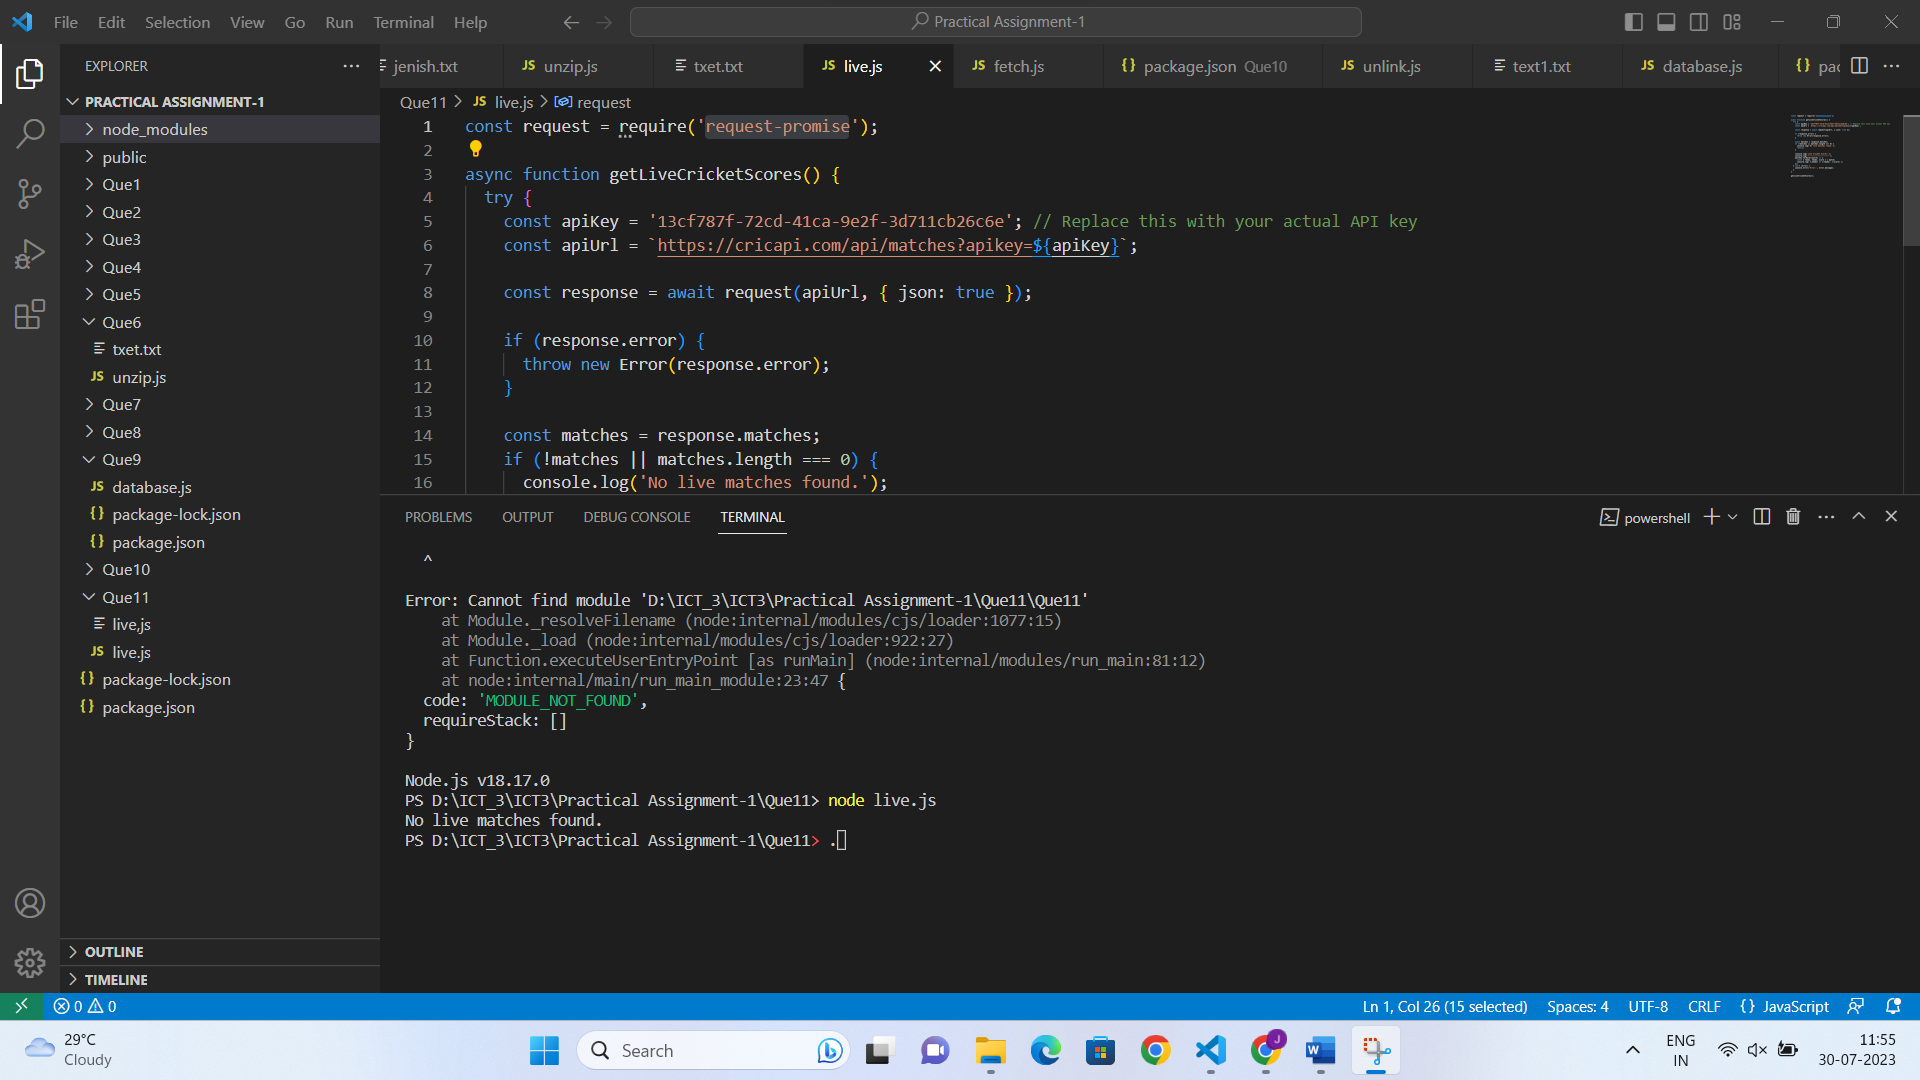 File Edit Selection View Go Run Terminal Help
Practical Assignment-1
EXPLORER
PRACTICAL ASSIGNMENT-1
node_modules
public
Que1
Que2
Que3
Que4
Que5
Que6
txet.txt
JS unzip.js
Que7
Que8
Que9
JS database.js
{} package-lock.json
{} package.json
Que10
Que11
live,js
JS live.js
{} package-lock.json
{} package.json
OUTLINE
TIMELINE
jenish.txt JS unzip.js txet.txt JS live.js JS fetch.js {} package.json Que10 JS unlink.js text1.txt JS database.js {} pac
Que11 > JS live.js > request
1 const request = require('request-promise');
2
3 async function getLiveCricketScores() {
4 try {
5 const apiKey = '13cf787f-72cd-41ca-9e2f-3d711cb26c6e'; // Replace this with your actual API key
6 const apiUrl = `https://cricapi.com/api/matches?apikey=${apiKey}`;
7
8 const response = await request(apiUrl, { json: true });
9
10 if (response.error) {
11 throw new Error(response.error);
12 }
13
14 const matches = response.matches;
15 if (!matches || matches.length === 0) {
16 console.log('No live matches found.');
PROBLEMS OUTPUT DEBUG CONSOLE TERMINAL
powershell
^
Error: Cannot find module 'D:\ICT_3\ICT3\Practical Assignment-1\Que11\Que11'
at Module._resolveFilename (node:internal/modules/cjs/loader:1077:15)
at Module._load (node:internal/modules/cjs/loader:922:27)
at Function.executeUserEntryPoint [as runMain] (node:internal/modules/run_main:81:12)
at node:internal/main/run_main_module:23:47 {
code: 'MODULE_NOT_FOUND',
requireStack: []
}
Node.js v18.17.0
PS D:\ICT_3\ICT3\Practical Assignment-1\Que11> node live.js
No live matches found.
PS D:\ICT_3\ICT3\Practical Assignment-1\Que11> .
0 0
Ln 1, Col 26 (15 selected) Spaces: 4 UTF-8 CRLF {} JavaScript
29°C
Cloudy
Search
J
W
ENG
IN
11:55
30-07-2023